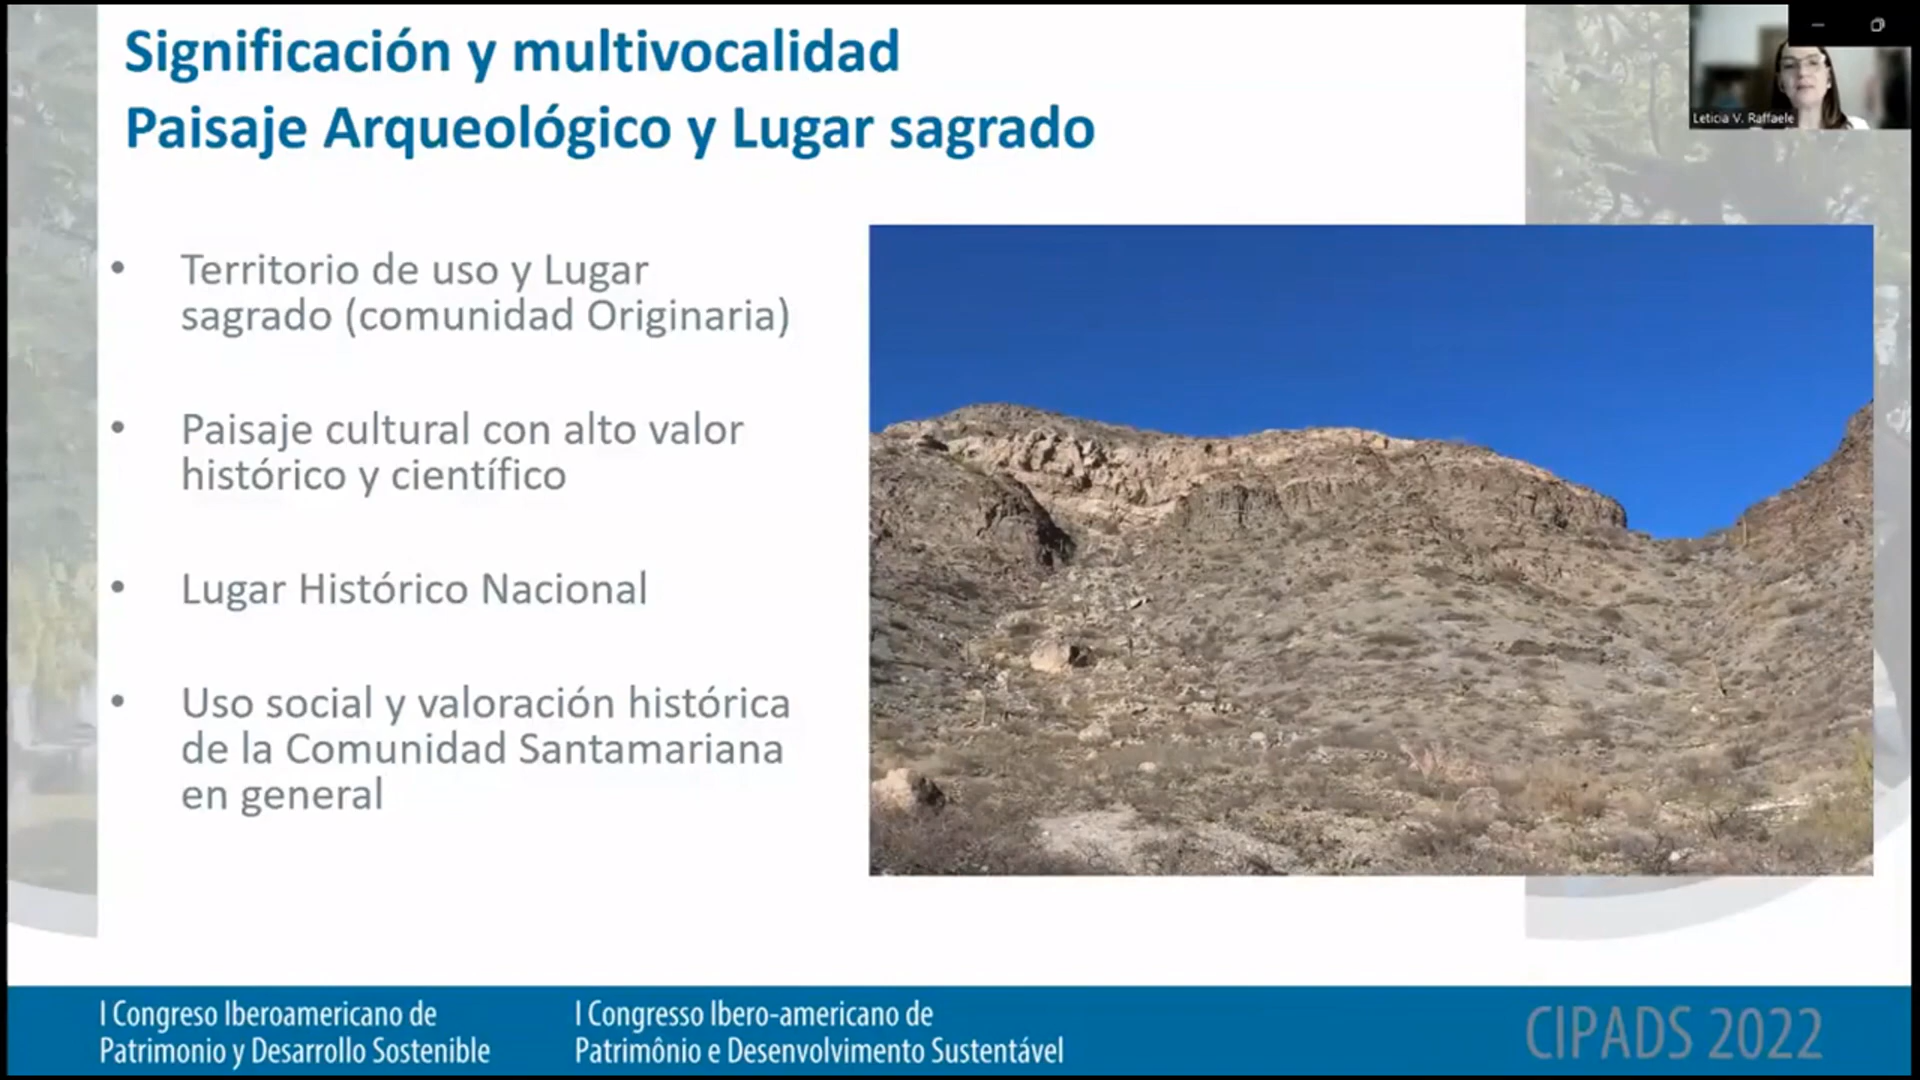 Significación y multivocalidad
Paisaje Arqueológico y Lugar sagrado
Leticia V. Raffaele
• Territorio de uso y Lugar
sagrado (comunidad Originaria)
• Paisaje cultural con alto valor
histórico y científico
• Lugar Histórico Nacional
• Uso social y valoración histórica
de la Comunidad Santamariana
en general
I Congreso Iberoamericano de
Patrimonio y Desarrollo Sostenible
I Congresso Ibero-americano de
Patrimônio e Desenvolvimento Sustentável
CIPADS 2022